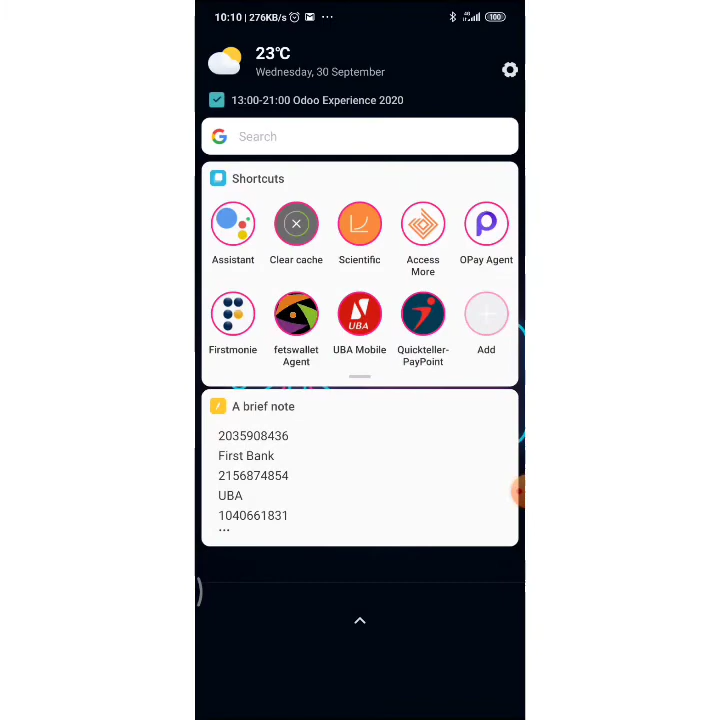 10:10 | 276KB/s ...
4G
100
23°C
Wednesday, 30 September
13:00-21:00 Odoo Experience 2020
Search
Shortcuts
Assistant Clear cache Scientific Access More OPay Agent
UBA
Firstmonie fetswallet Agent UBA Mobile Quickteller-PayPoint Add
A brief note
2035908436
First Bank
2156874854
UBA
1040661831
...